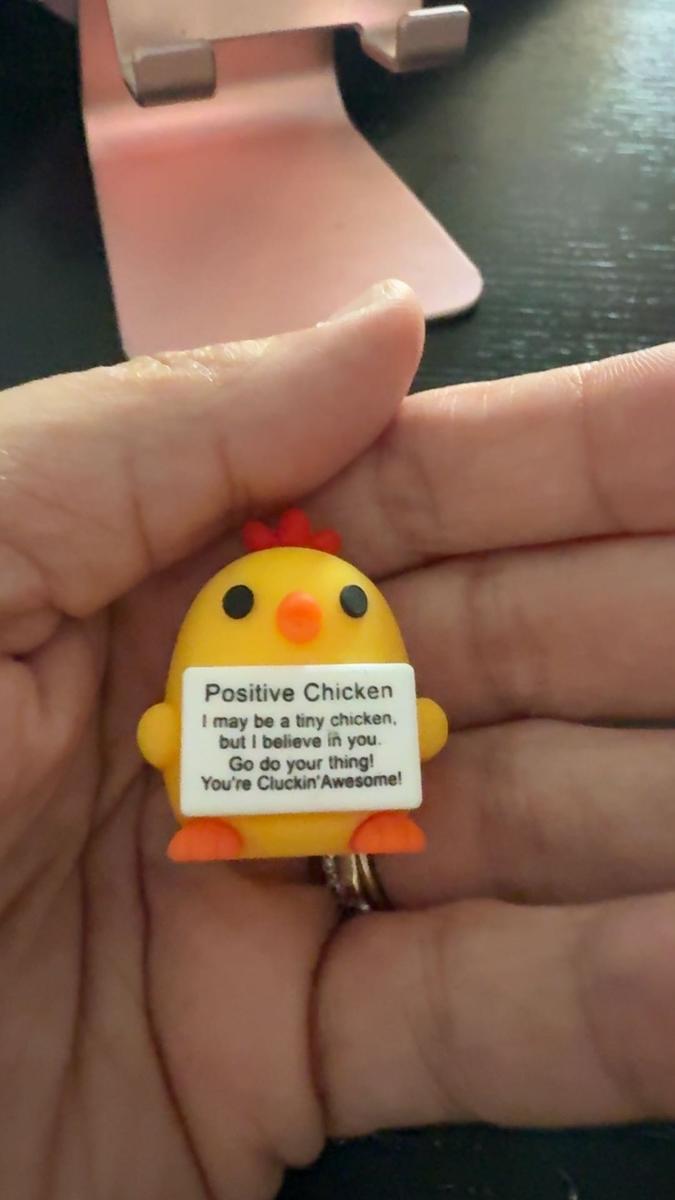 Positive Chicken
I may be a tiny chicken,
but I believe in you.
Go do your thing!
You're Cluckin'Awesome!